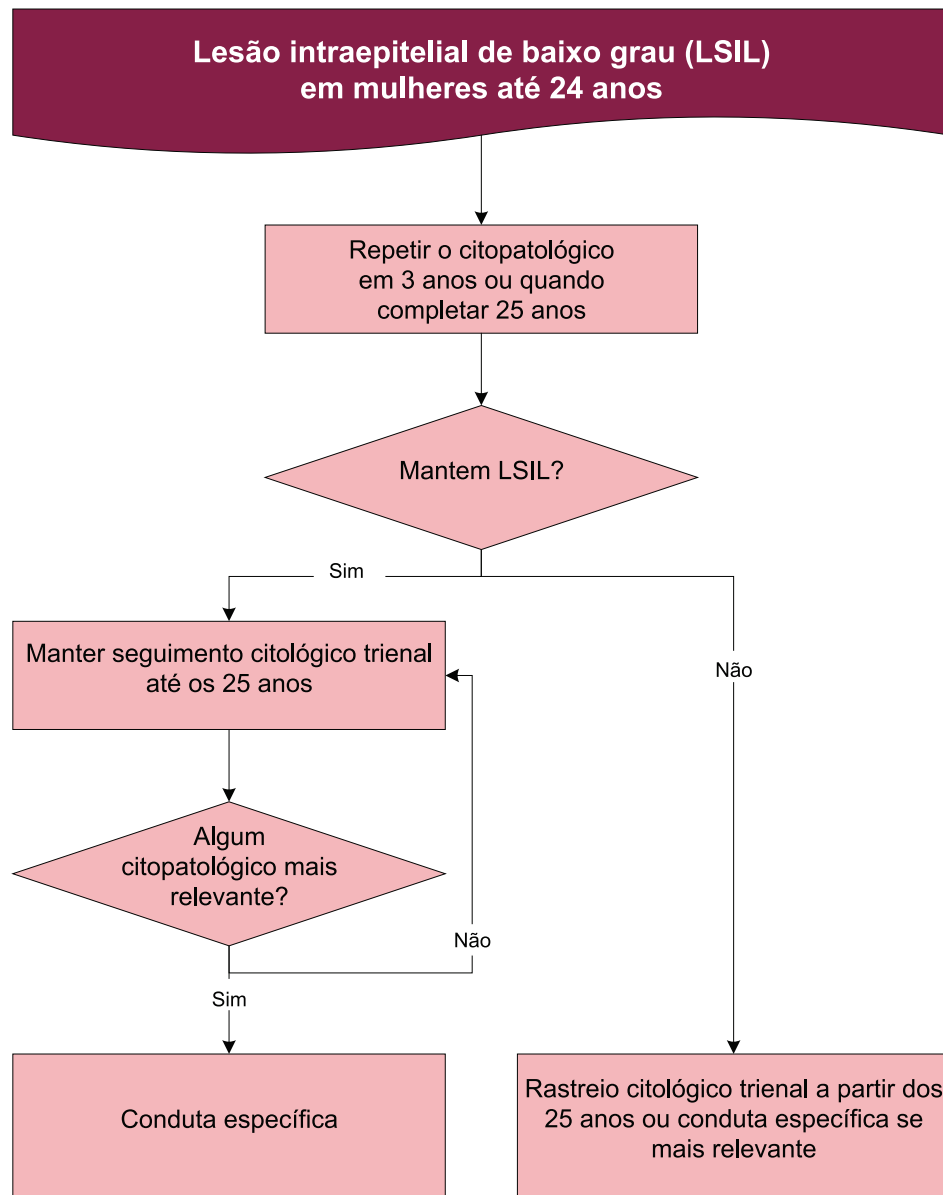 Lesão intraepitelial de baixo grau (LSIL)
em mulheres até 24 anos
Repetir o citopatológico
em 3 anos ou quando
completar 25 anos
Mantem LSIL?
Sim
Não
Manter seguimento citológico trienal
até os 25 anos
Algum
citopatológico mais
relevante?
Não
Sim
Conduta específica
Rastreio citológico trienal a partir dos
25 anos ou conduta específica se
mais relevante